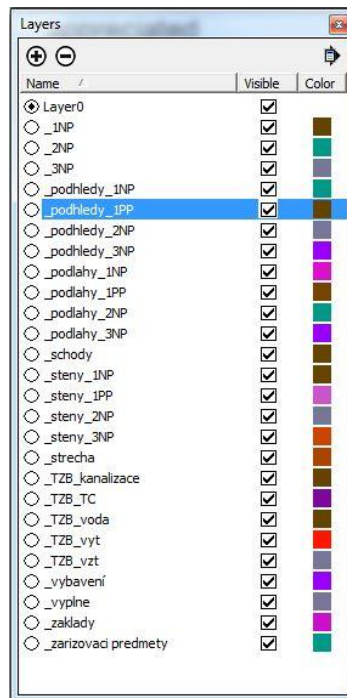 Layers
Name Visible Color
Layer0
_1NP
_2NP
_3NP
_podhledy_1NP
_podhledy_1PP
_podhledy_2NP
_podhledy_3NP
_podlahy_1NP
_podlahy_1PP
_podlahy_2NP
_podlahy_3NP
_schody
_steny_1NP
_steny_1PP
_steny_2NP
_steny_3NP
_strecha
_TZB_kanalizace
_TZB_TC
_TZB_voda
_TZB_vyt
_TZB_vzt
_vybavení
_vyplne
_zaklady
_zarizovaci predmety